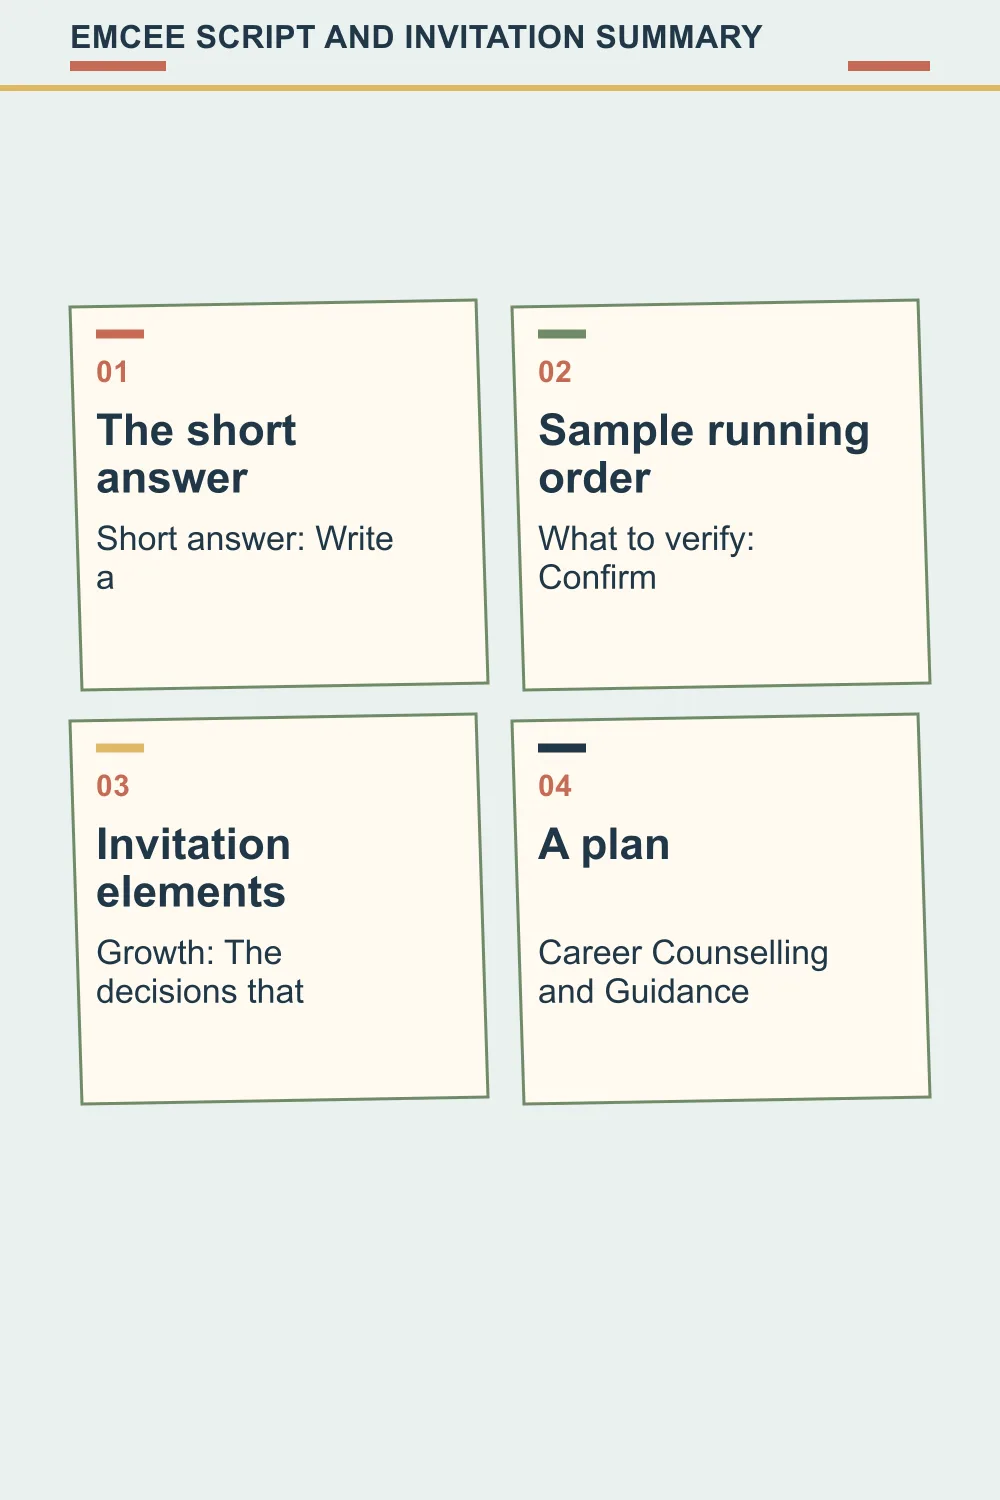 EMCEE SCRIPT AND INVITATION SUMMARY
01
The short
answer
Short answer: Write
a
02
Sample running
order
What to verify:
Confirm
03
Invitation
elements
Growth: The
decisions that
04
A plan
Career Counselling
and Guidance